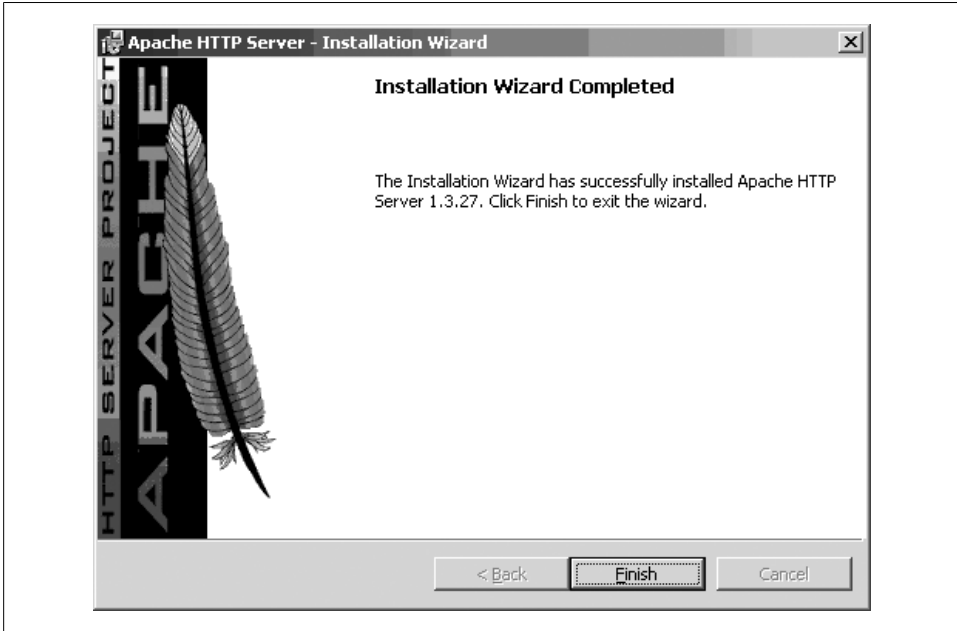 Apache HTTP Server - Installation Wizard
HTTP SERVER PROJECT
APACHE
Installation Wizard Completed
The Installation Wizard has successfully installed Apache HTTP
Server 1.3.27. Click Finish to exit the wizard.
< Back
Finish
Cancel